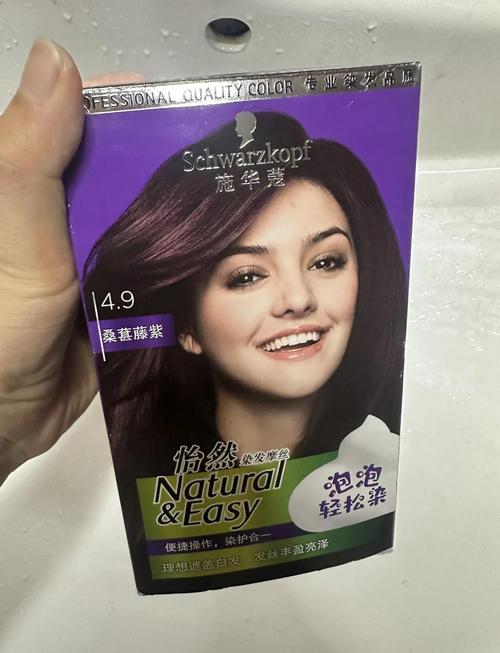 PROFESSIONAL QUALITY COLOR 专业染发品质
Schwarzkopf
施华蔻
4.9
桑葚藤紫
怡然 染发摩丝
Natural
&Easy
泡泡
轻松染
便捷操作，染护合一
理想遮盖白发 发丝丰盈亮泽